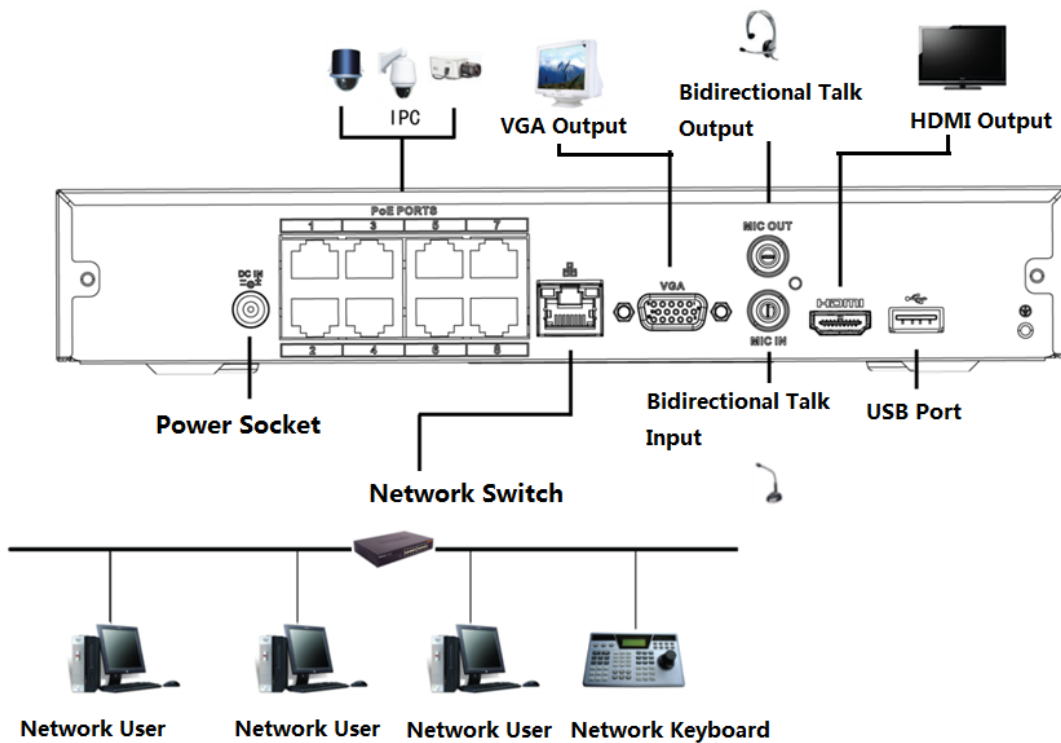 IPC
VGA Output
Bidirectional Talk
Output
HDMI Output
PoE PORTS
1 3 5 7
MIC OUT
DC IN
VGA
HDMI
2 4 6 8
MIC IN
Power Socket
Bidirectional Talk
Input
USB Port
Network Switch
Network User
Network User
Network User
Network Keyboard